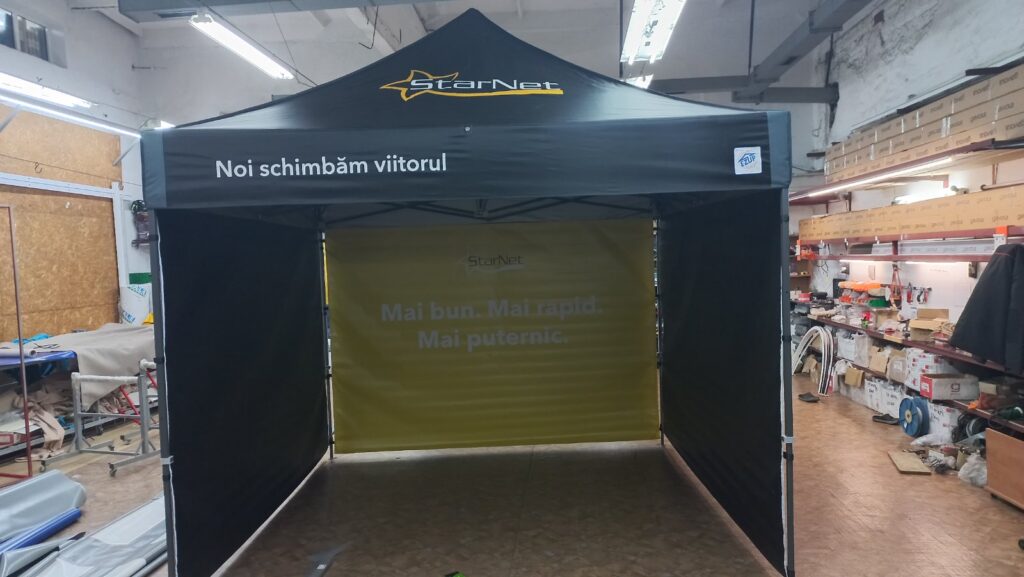 StarNet
Noi schimbăm viitorul
StarNet
Mai bun. Mai rapid.
Mai puternic.